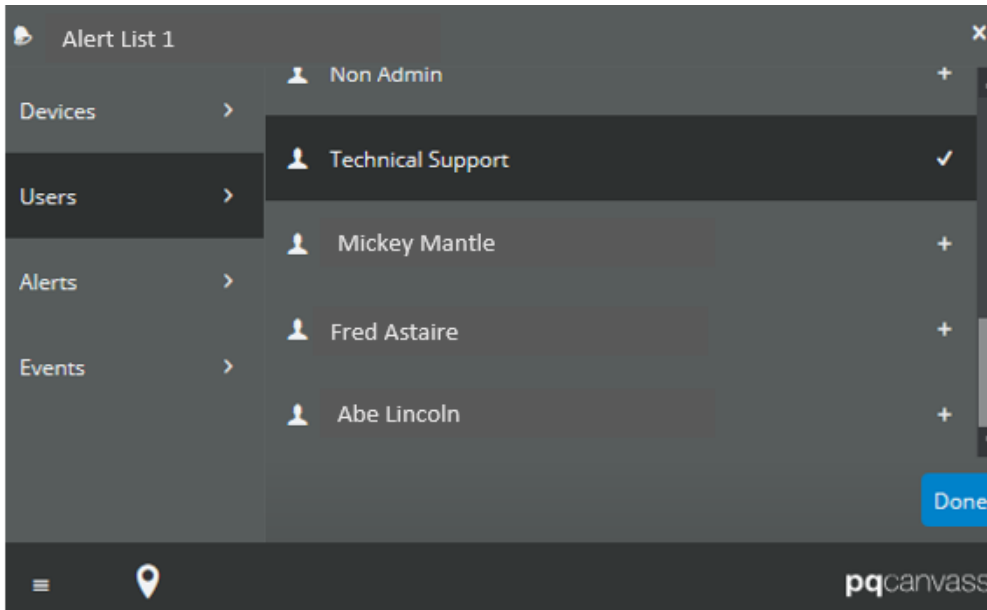 Alert List 1
Devices
Users
Alerts
Events
Non Admin
Technical Support
Mickey Mantle
Fred Astaire
Abe Lincoln
Done
pqcanvass